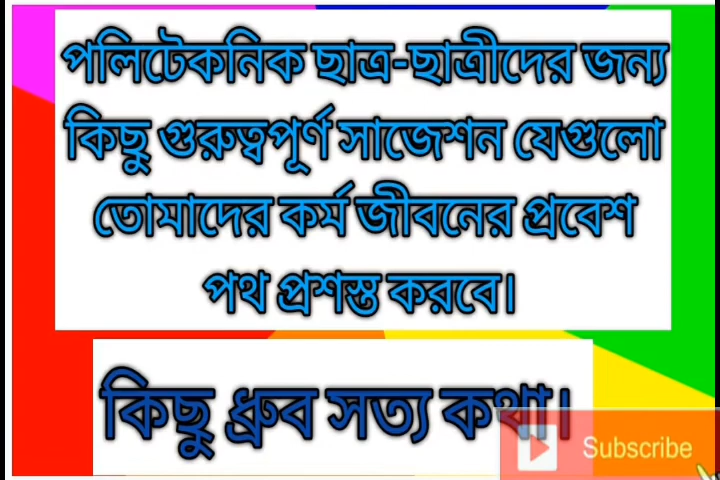 পলিটেকনিক ছাত্র-ছাত্রীদের জন্য
কিছু গুরুত্বপূর্ণ সাজেশন যেগুলো
তোমাদের কর্ম জীবনের প্রবেশ
পথ প্রশস্ত করবে।
কিছু ধ্রুব সত্য কথা।
Subscribe